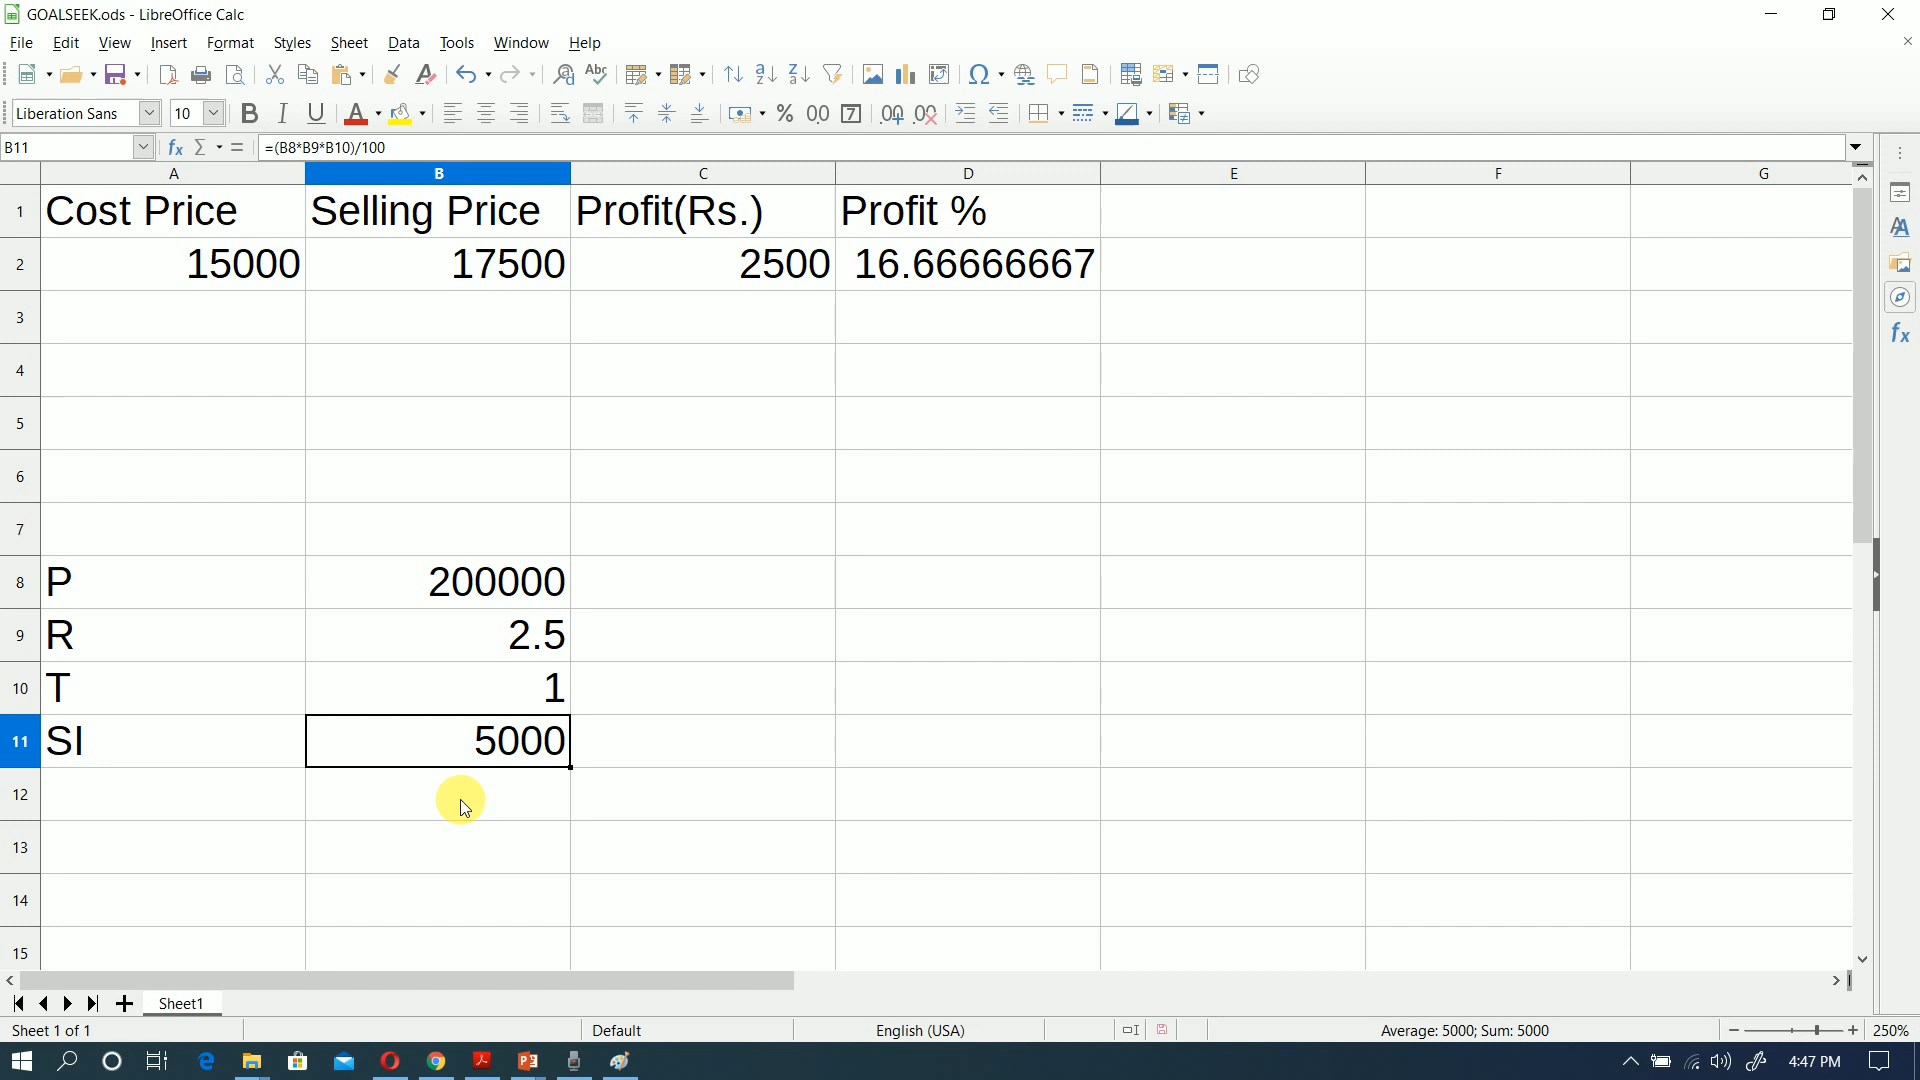 GOALSEEK.ods - LibreOffice Calc
File Edit View Insert Format Styles Sheet Data Tools Window Help
Liberation Sans 10
B11 =(B8*B9*B10)/100
A B C D E F G
1 Cost Price Selling Price Profit(Rs.) Profit %
2 15000 17500 2500 16.66666667
3
4
5
6
7
8 P 200000
9 R 2.5
10 T 1
11 SI 5000
12
13
14
15
Sheet1
Sheet 1 of 1 Default English (USA) Average: 5000; Sum: 5000 250%
4:47 PM